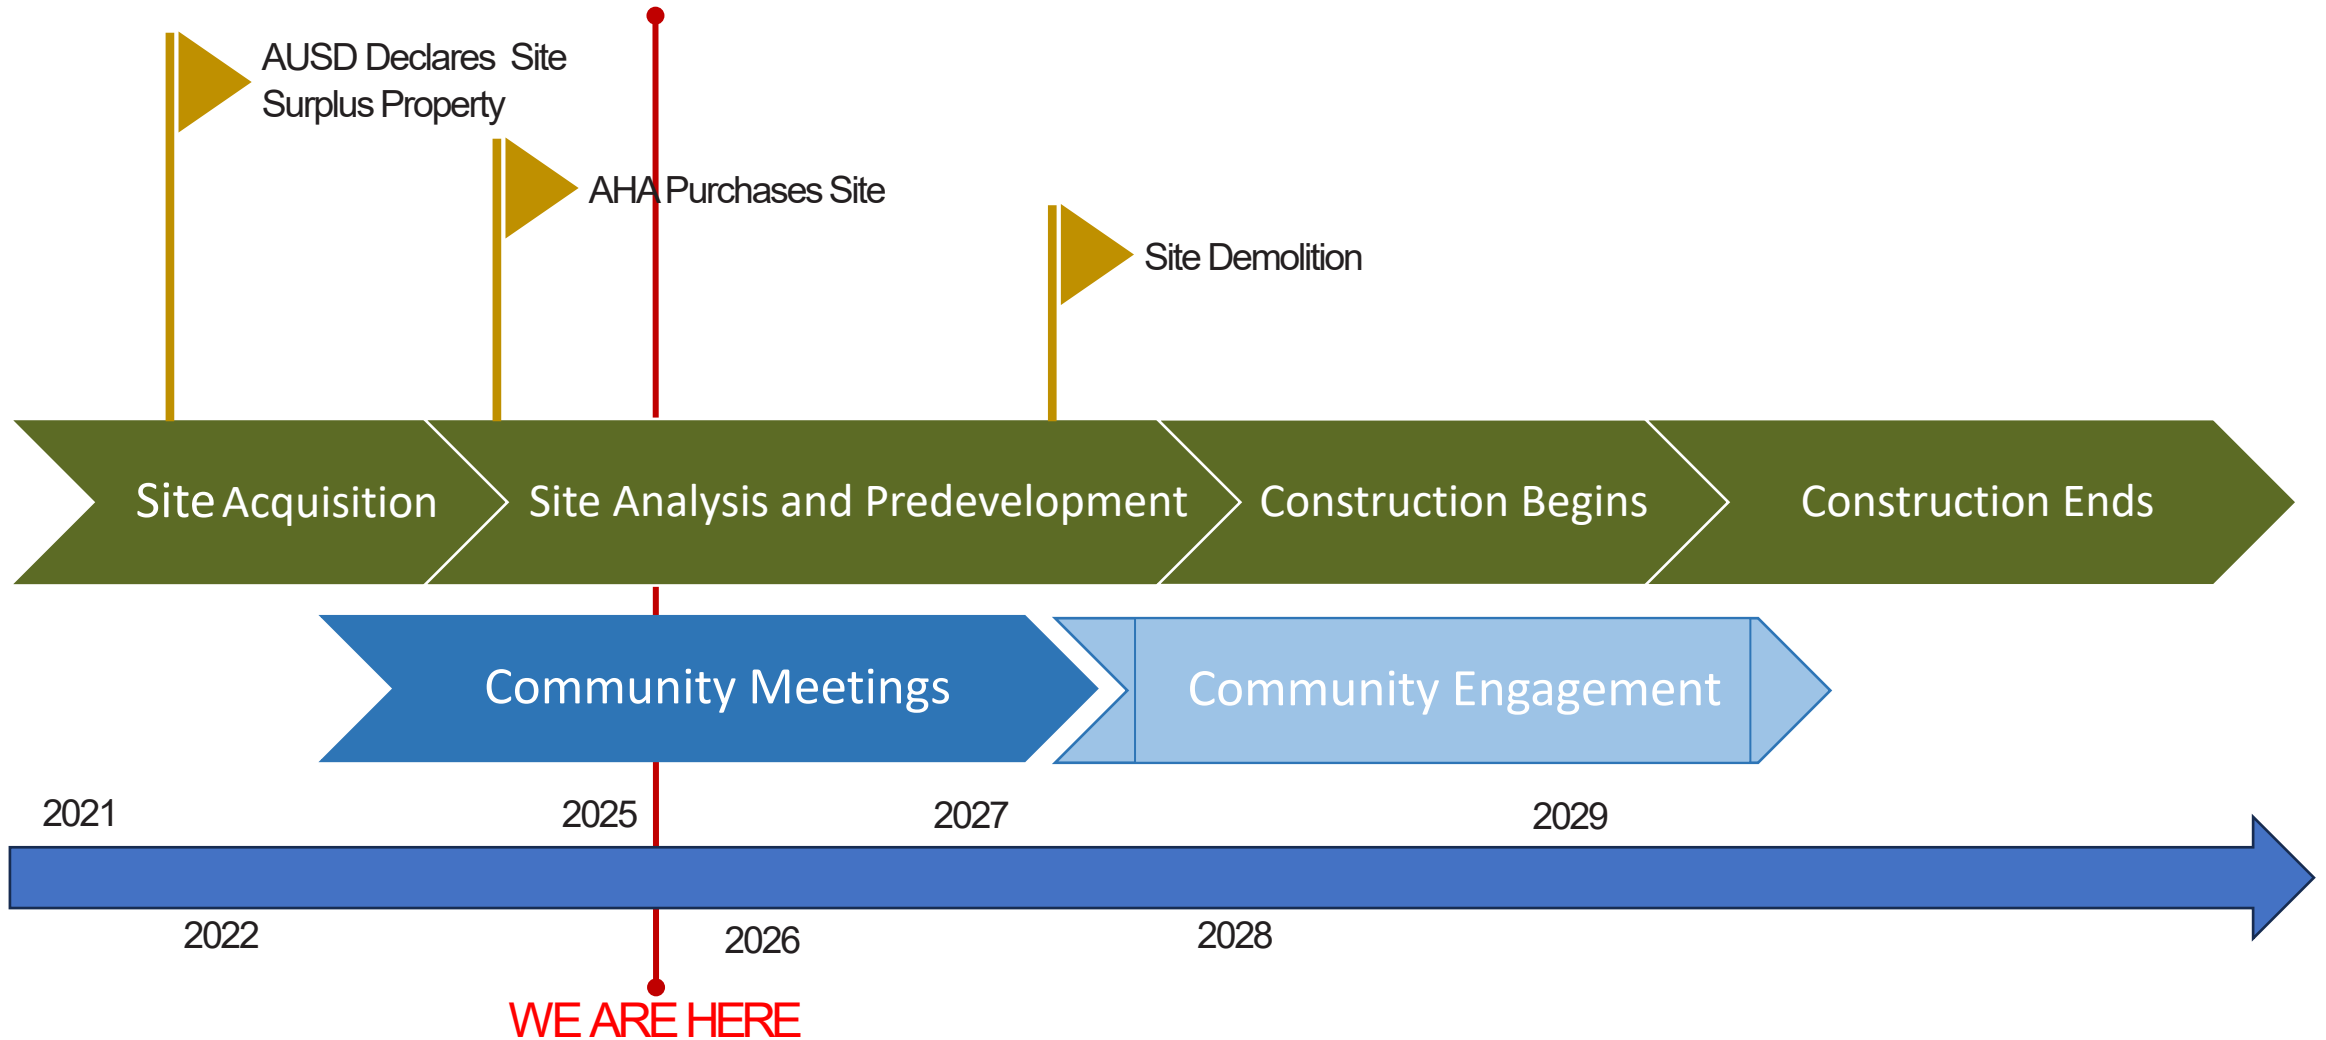 AUSD Declares Site
Surplus Property
AHA Purchases Site
Site Demolition
Site Acquisition
Site Analysis and Predevelopment
Construction Begins
Construction Ends
Community Meetings
Community Engagement
2021
2025
2027
2029
2022
2026
2028
WE ARE HERE